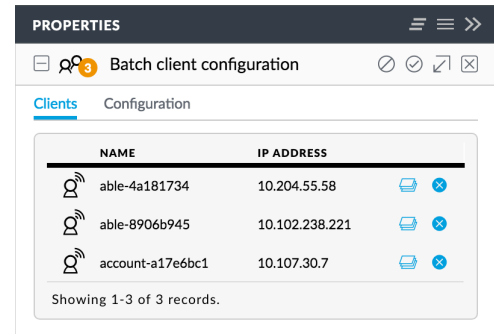 PROPERTIES
3 Batch client configuration
Clients Configuration
NAME IP ADDRESS
able-4a181734 10.204.55.58
able-8906b945 10.102.238.221
account-a17e6bc1 10.107.30.7
Showing 1-3 of 3 records.